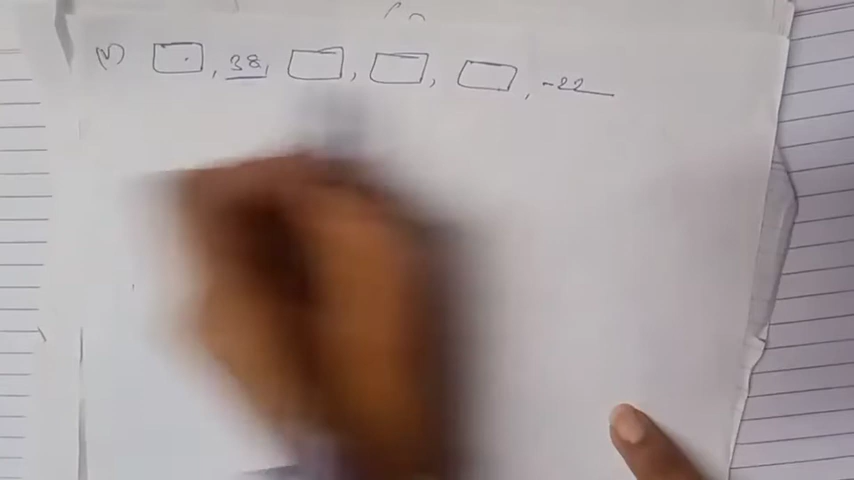 (v) □, 38, □, □, □, -22